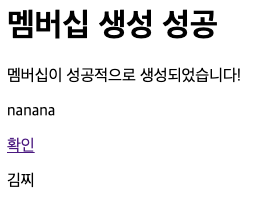 멤버십 생성 성공
멤버십이 성공적으로 생성되었습니다!
nanana
확인
김찌